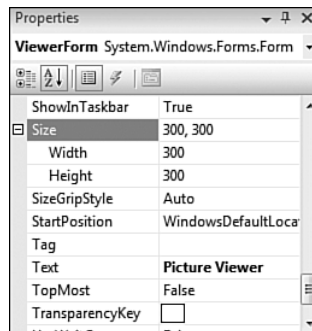 Properties
ViewerForm System.Windows.Forms.Form
ShowInTaskbar True
Size 300, 300
Width 300
Height 300
SizeGripStyle Auto
StartPosition WindowsDefaultLoca
Tag
Text Picture Viewer
TopMost False
TransparencyKey